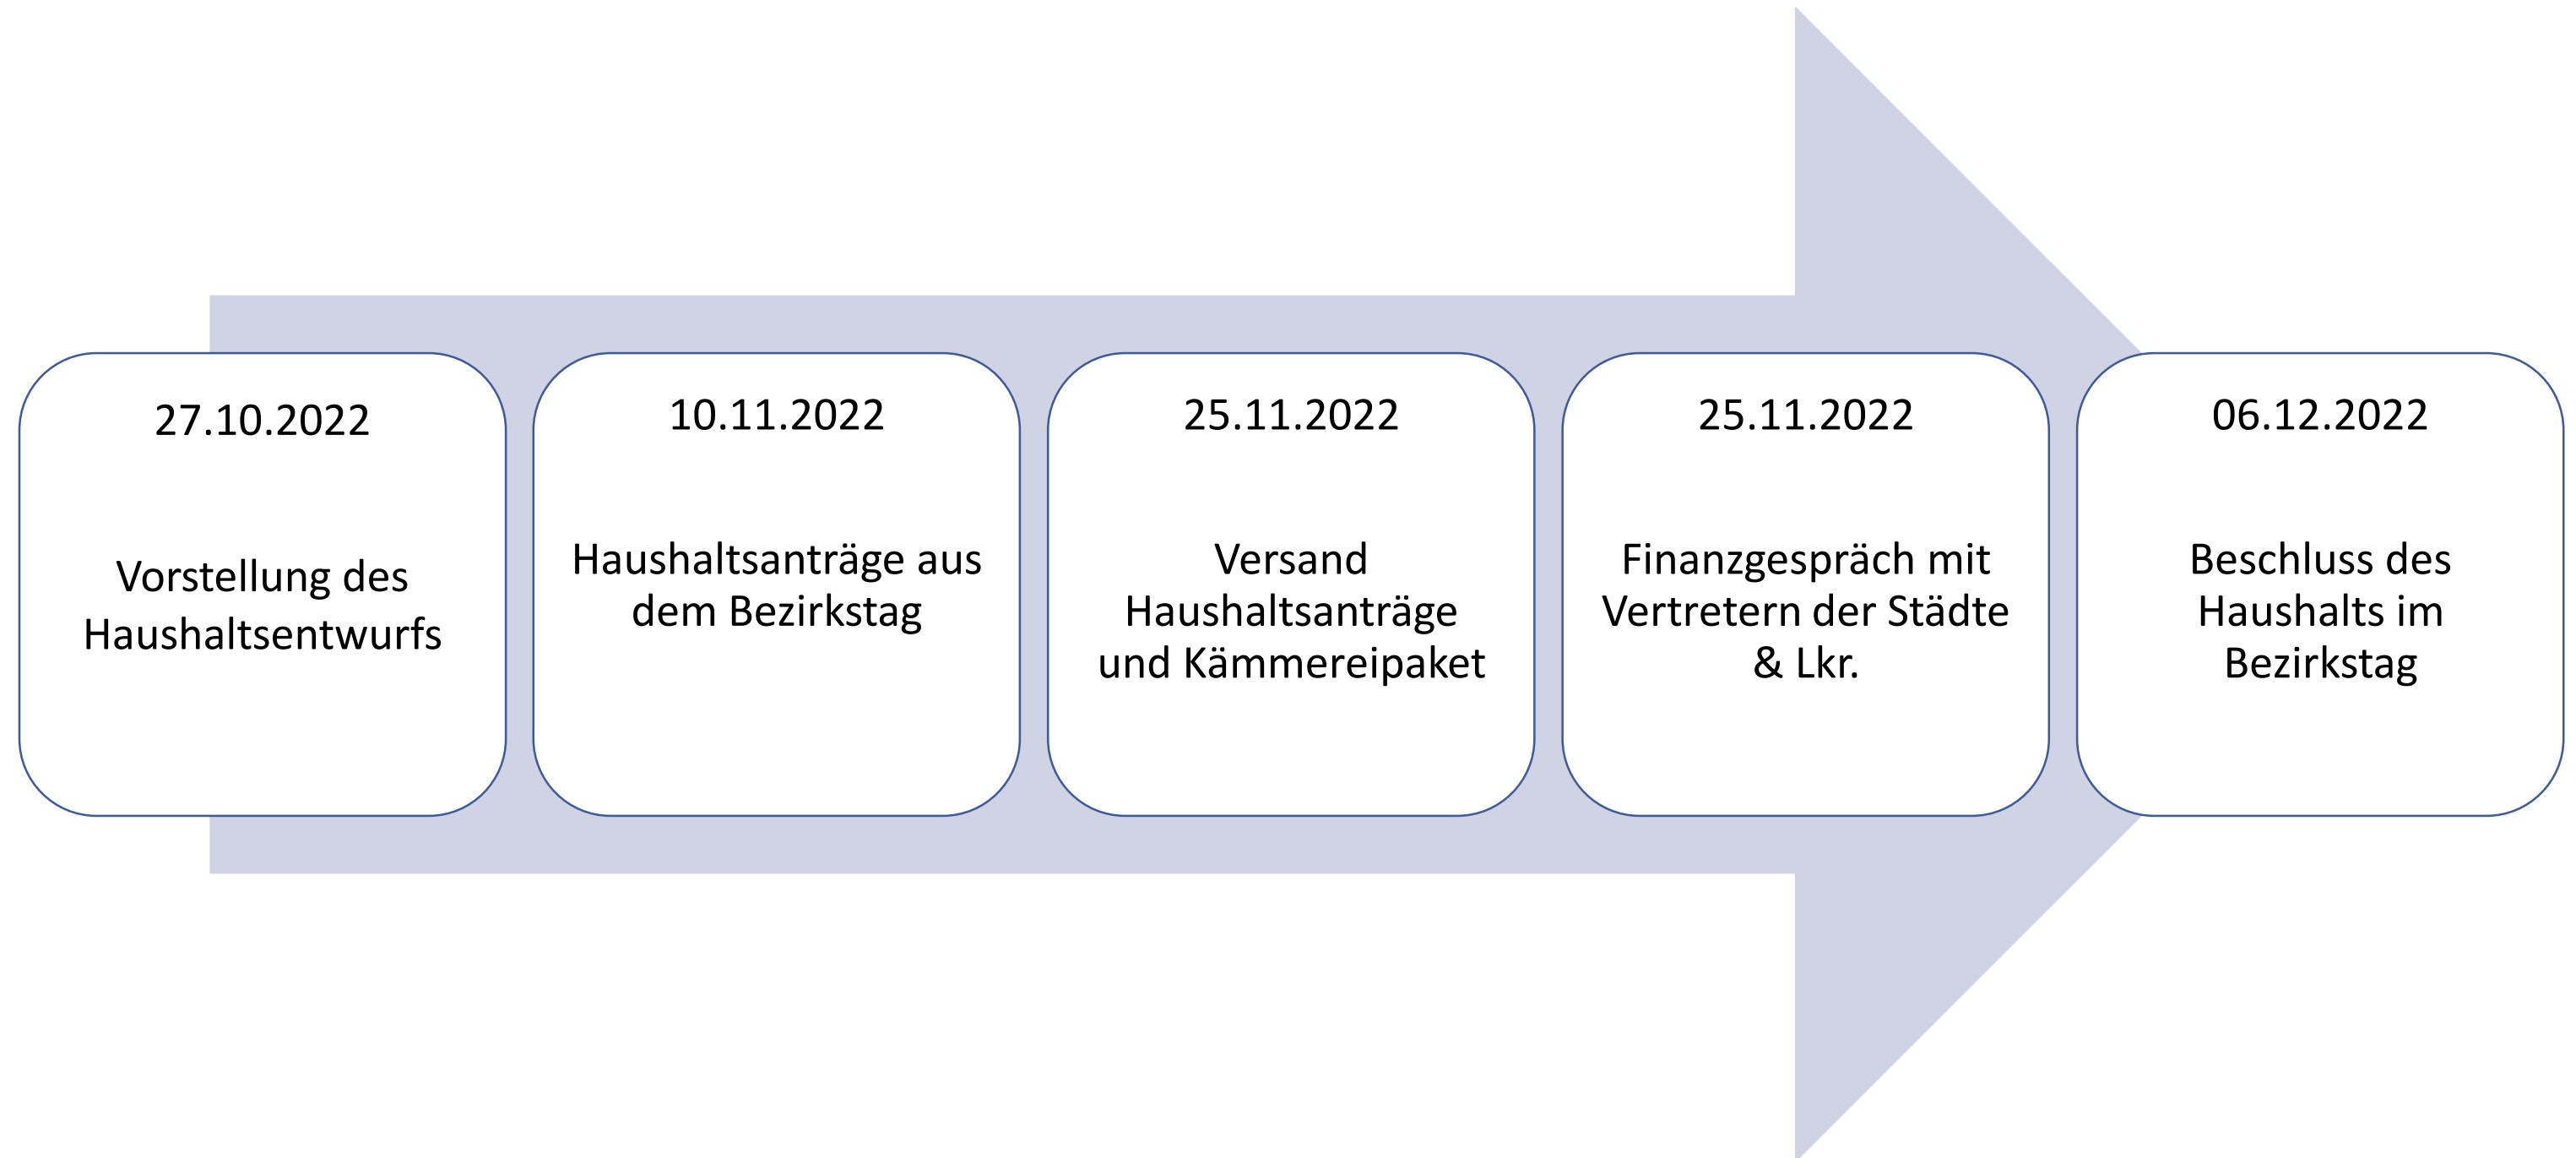 27.10.2022
Vorstellung des
Haushaltsentwurfs
10.11.2022
Haushaltsanträge aus
dem Bezirkstag
25.11.2022
Versand
Haushaltsanträge
und Kämmereipaket
25.11.2022
Finanzgespräch mit
Vertretern der Städte
& Lkr.
06.12.2022
Beschluss des
Haushalts im
Bezirkstag